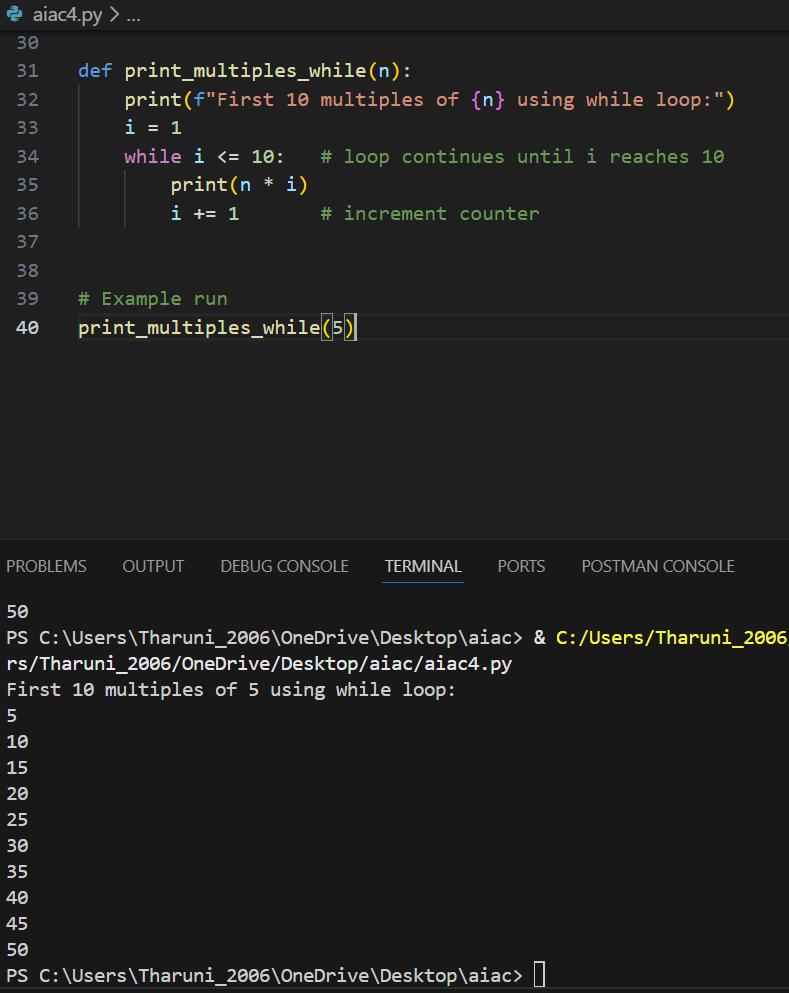 aiac4.py > ...
30
31 def print_multiples_while(n):
32     print(f"First 10 multiples of {n} using while loop:")
33     i = 1
34     while i <= 10:   # loop continues until i reaches 10
35         print(n * i)
36         i += 1       # increment counter
37
38
39 # Example run
40 print_multiples_while(5)
PROBLEMS OUTPUT DEBUG CONSOLE TERMINAL PORTS POSTMAN CONSOLE
50
PS C:\Users\Tharuni_2006\OneDrive\Desktop\aiac> & C:/Users/Tharuni_2006
rs/Tharuni_2006/OneDrive/Desktop/aiac/aiac4.py
First 10 multiples of 5 using while loop:
5
10
15
20
25
30
35
40
45
50
PS C:\Users\Tharuni_2006\OneDrive\Desktop\aiac>